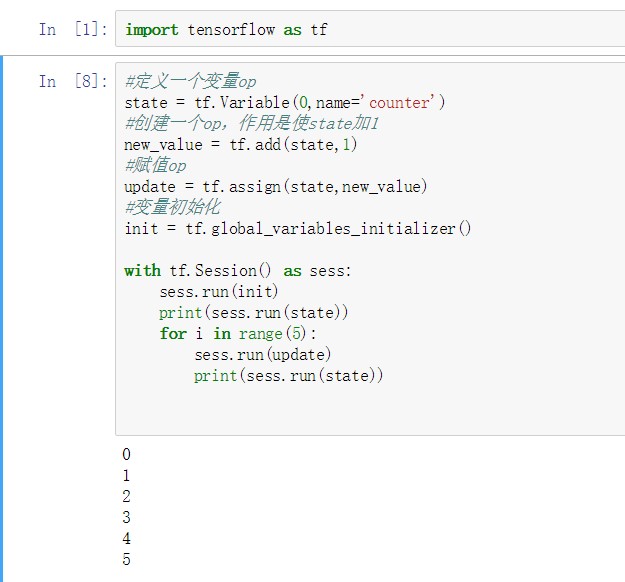 In [1]: import tensorflow as tf
In [8]: #定义一个变量op
state = tf.Variable(0,name='counter')
#创建一个op，作用是使state加1
new_value = tf.add(state,1)
#赋值op
update = tf.assign(state,new_value)
#变量初始化
init = tf.global_variables_initializer()
with tf.Session() as sess:
    sess.run(init)
    print(sess.run(state))
    for i in range(5):
        sess.run(update)
        print(sess.run(state))
0
1
2
3
4
5